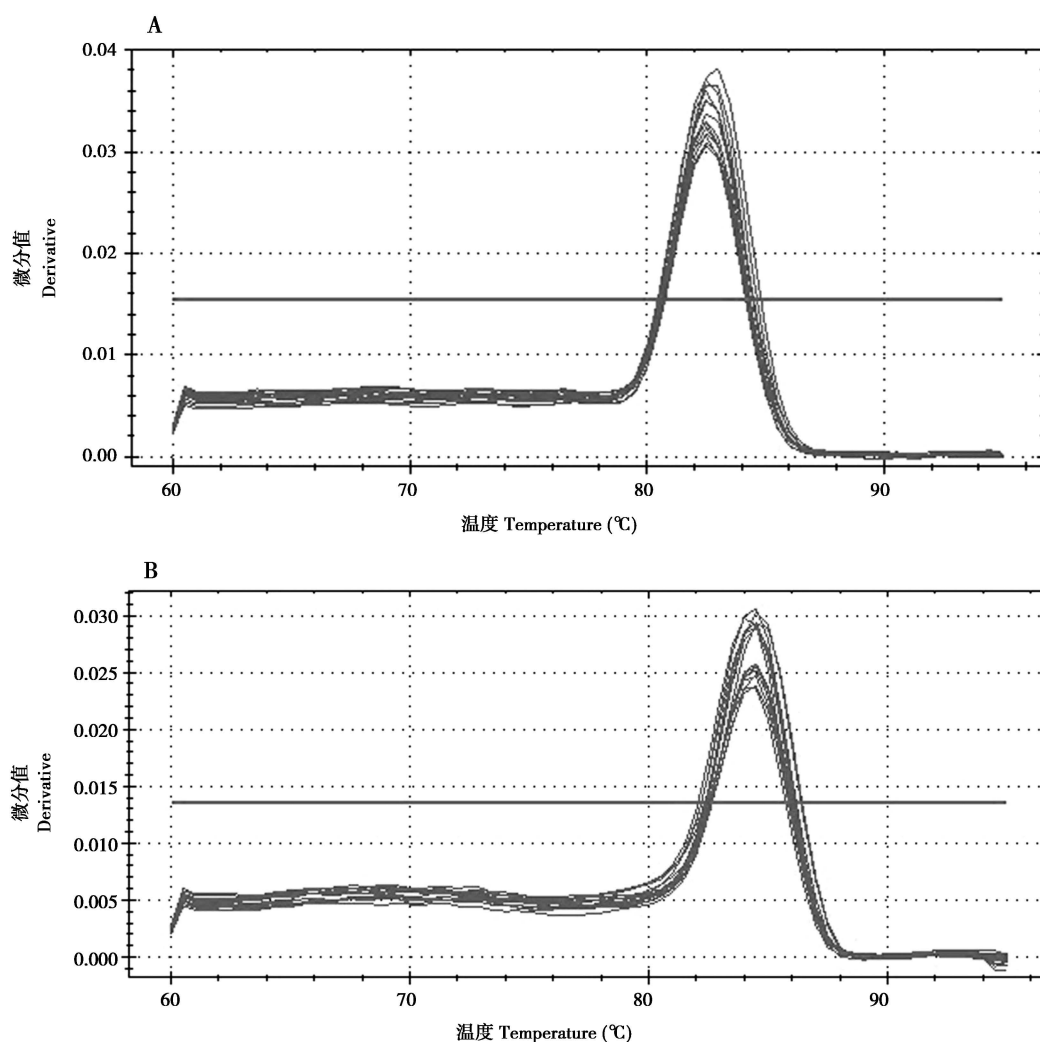 A
0.04
0.03
0.02
0.01
0.00
微分值
Derivative
60 70 80 90
温度 Temperature (℃)
B
0.030
0.025
0.020
0.015
0.010
0.005
0.000
微分值
Derivative
60 70 80 90
温度 Temperature (℃)